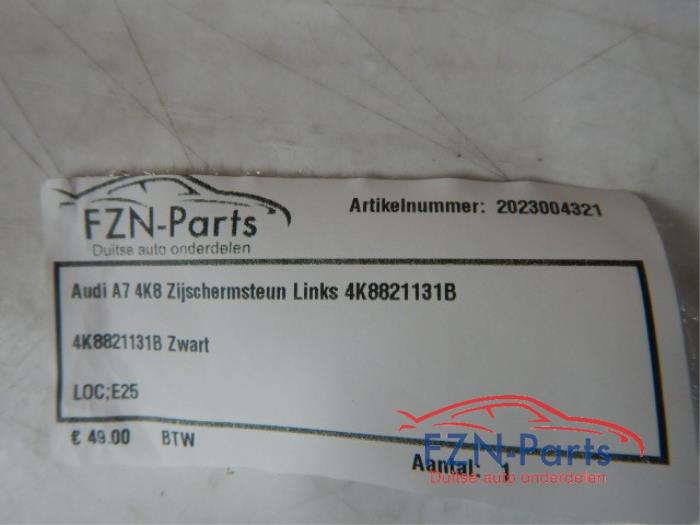 FZN-Parts
Duitse auto onderdelen
Artikelnummer: 2023004321
Audi A7 4K8 Zijschermsteun Links 4K8821131B
4K8821131B Zwart
LOC;E25
€ 49.00 BTW
Aantal: 1
FZN-Parts
Duitse auto onderdelen